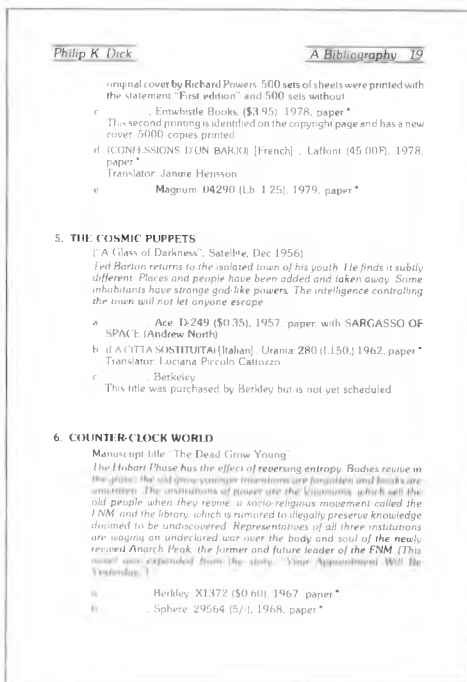 Philip K Dick A Bibliography 19
original cover by Richard Powers 500 sets of sheets were printed with
the statement "First edition" and 500 sets without
c , Entwhistle Books, ($3 95) 1978, paper *
This second printing is identified on the copyright page and has a new
cover 5000 copies printed
d (CONFESSIONS D'UN BARJO) [French] , Laffont (45 00F), 1978,
paper *
Translator Janine Herisson
e Magnum 04290 (Lb 1 25), 1979, paper *
5. THE COSMIC PUPPETS
("A Glass of Darkness", Satellite, Dec 1956)
Ted Barton returns to the isolated town of his youth He finds it subtly
different Places and people have been added and taken away Some
inhabitants have strange god-like powers The intelligence controlling
the town will not let anyone escape
a , Ace D-249 ($0 35), 1957, paper, with SARGASSO OF
SPACE (Andrew North)
b (LA CITTA SOSTITUITA) [Italian] , Urania 280 (L150,) 1962, paper *
Translator Luciana Piccolo Cattozzo
c , Berkeley
This title was purchased by Berkley but is not yet scheduled
6. COUNTER-CLOCK WORLD
Manuscript title "The Dead Grow Young"
The Hobart Phase has the effect of reversing entropy Bodies revive in
the graves the old grow younger inventions are forgotten and books are
unwritten The institutions of power are the Vitariums, which sell the
old people when they revive, a socio-religious movement called the
FNM and the library, which is rumored to illegally preserve knowledge
doomed to be undiscovered Representatives of all three institutions
are waging an undeclared war over the body and soul of the newly
revived Anarch Peak, the former and future leader of the FNM (This
novel was expanded from the story, "Your Appointment Will Be
Yesterday ")
a Berkley X1372 ($0 60), 1967 paper *
b , Sphere 29564 (5/-), 1968, paper *